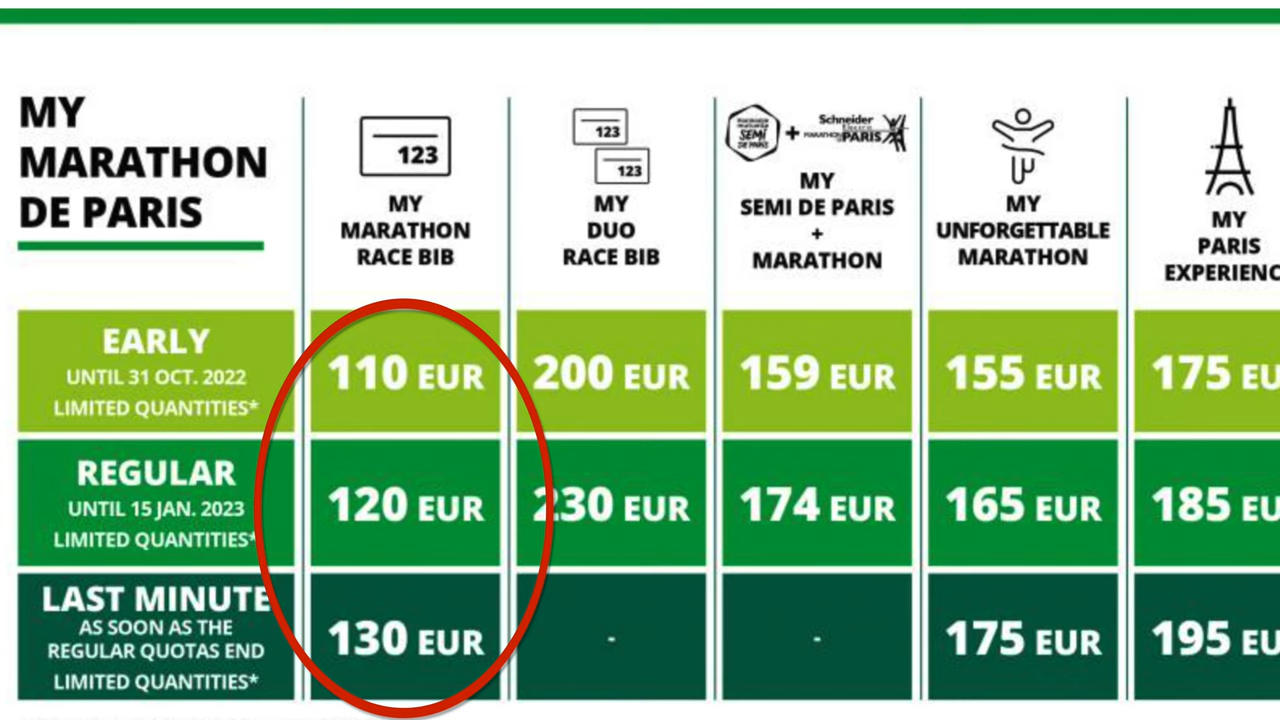 MY
MARATHON
DE PARIS
123
MY
MARATHON
RACE BIB
123
123
MY
DUO
RACE BIB
SEMI
DE PARIS
+
Schneider
Electric
MARATHON
DE PARIS
MY
SEMI DE PARIS
+
MARATHON
MY
UNFORGETTABLE
MARATHON
MY
PARIS
EXPERIENC
EARLY
UNTIL 31 OCT. 2022
LIMITED QUANTITIES*
110 EUR
200 EUR
159 EUR
155 EUR
175 EU
REGULAR
UNTIL 15 JAN. 2023
LIMITED QUANTITIES*
120 EUR
230 EUR
174 EUR
165 EUR
185 EU
LAST MINUTE
AS SOON AS THE
REGULAR QUOTAS END
LIMITED QUANTITIES*
130 EUR
-
-
175 EUR
195 EU